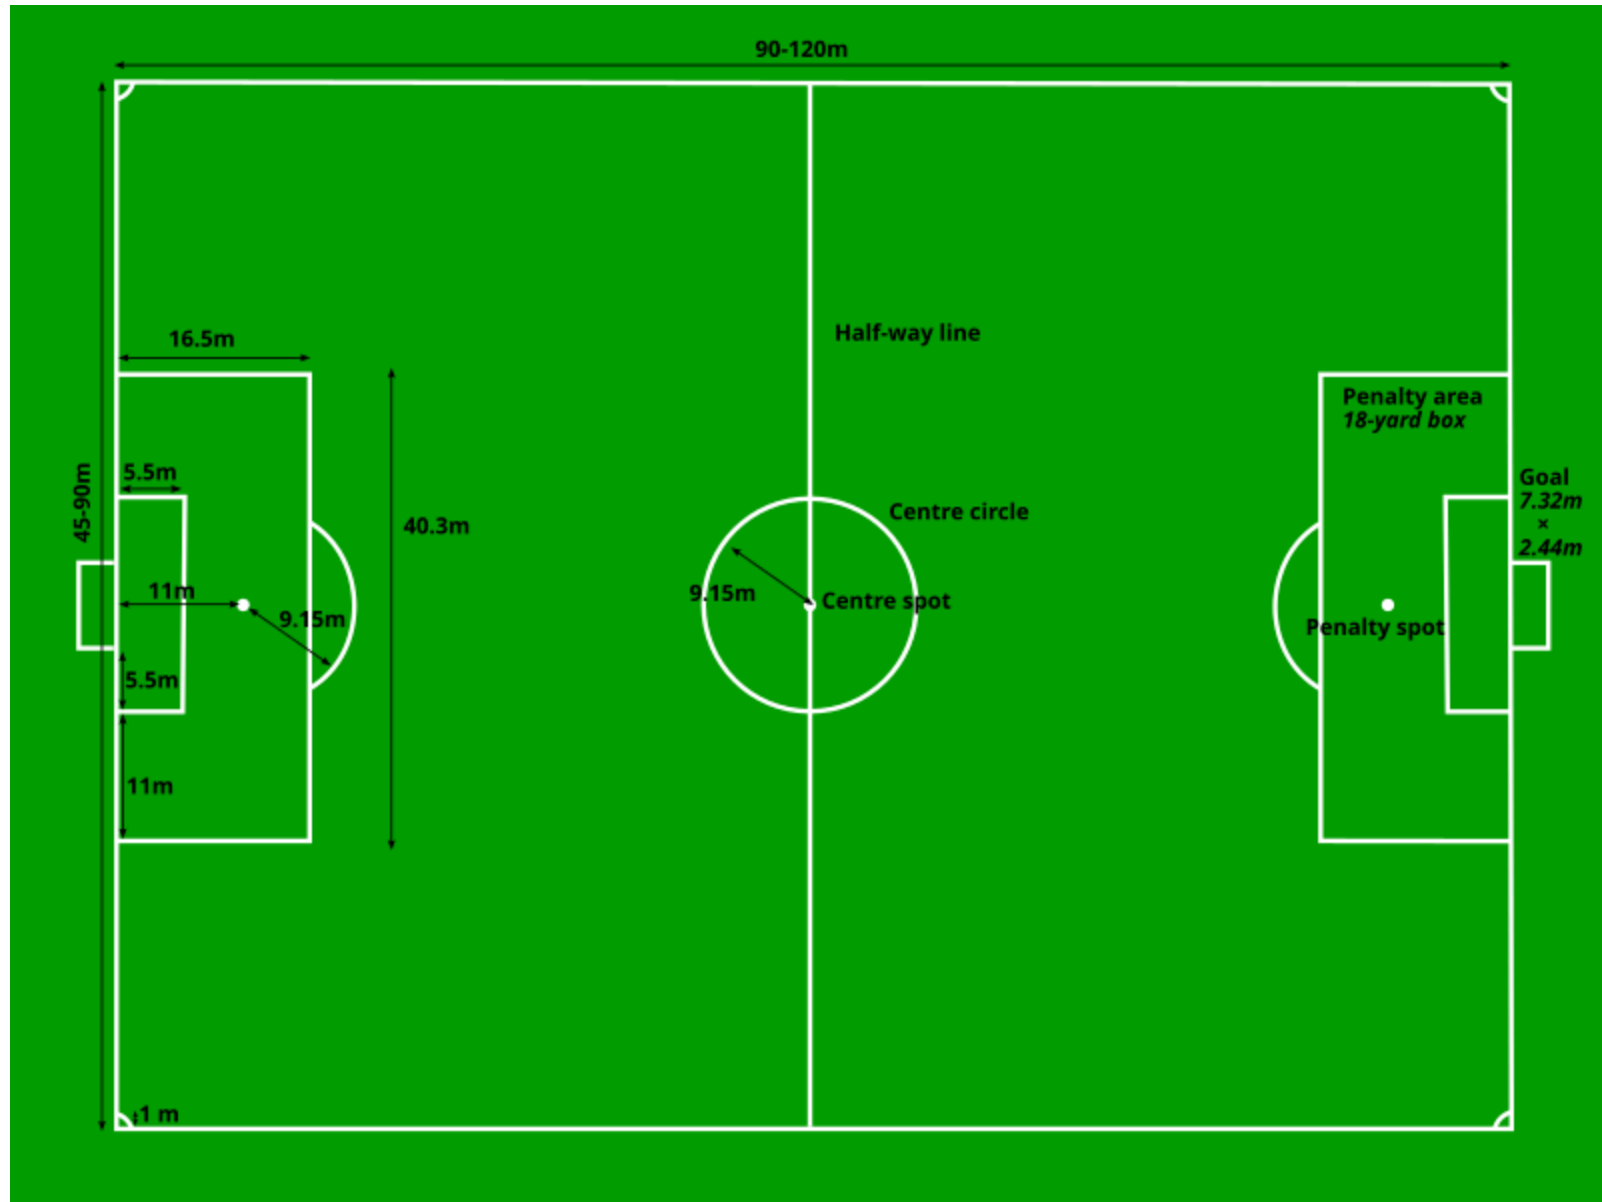 90-120m
16.5m
Half-way line
Penalty area
18-yard box
5.5m
45-90m
Goal
7.32m
×
2.44m
Centre circle
40.3m
11m
9.15m
9.15m
Centre spot
Penalty spot
5.5m
11m
1 m